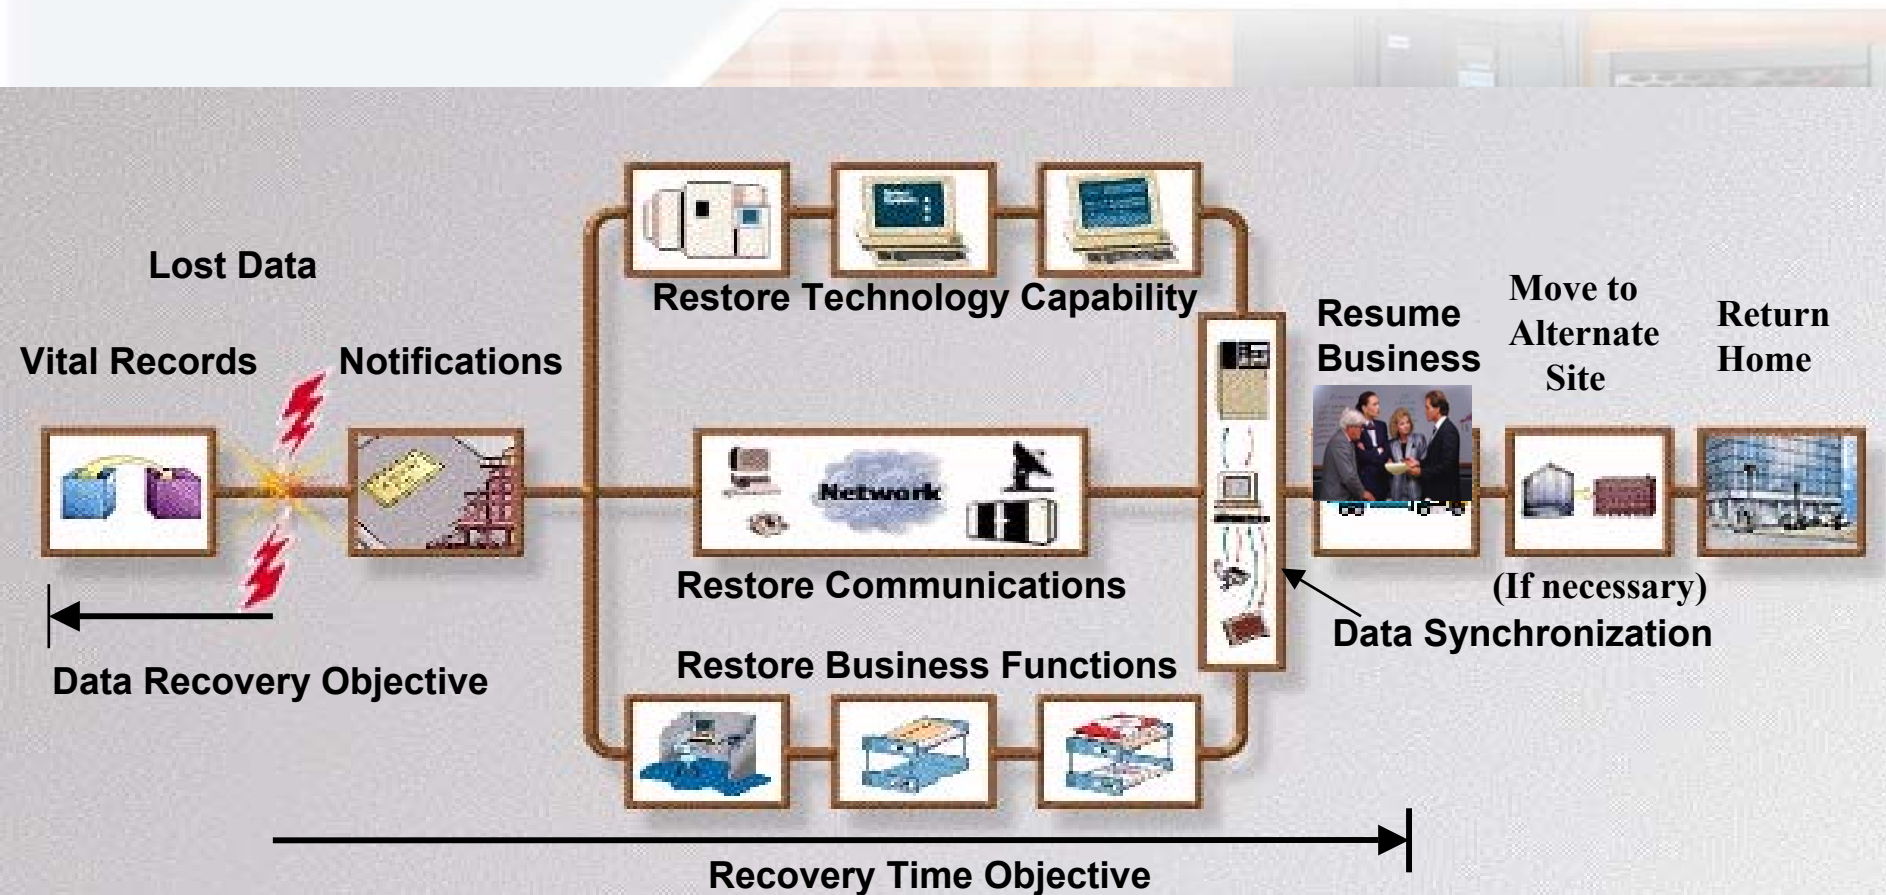 Lost Data
Vital Records
Notifications
Restore Technology Capability
Resume
Business
Move to
Alternate
Site
Return
Home
Network
Restore Communications
(If necessary)
Data Synchronization
Restore Business Functions
Data Recovery Objective
Recovery Time Objective